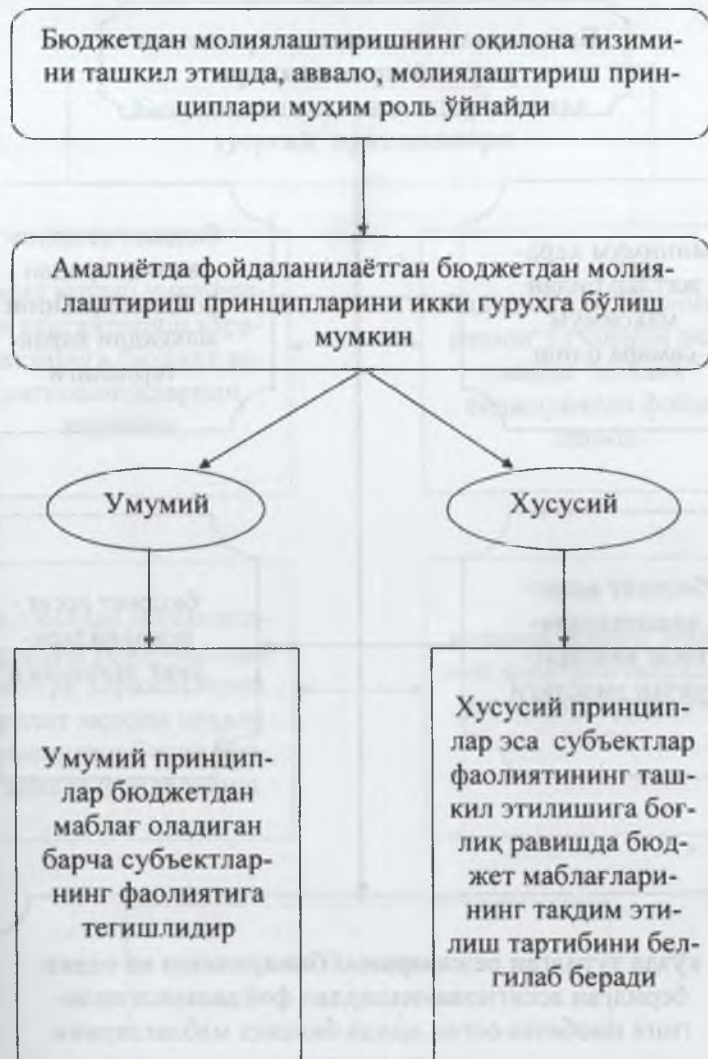 Бюджетдан молиялаштиришнинг оқилона тизими-
ни ташкил этишда, аввало, молиялаштириш прин-
циплари муҳим роль ўйнайди
Амалиётда фойдаланилаётган бюджетдан молия-
лаштириш принципларини икки гуруҳга бўлиш
мумкин
Умумий
Хусусий
Умумий принцип-
лар бюджетдан
маблағ оладиган
барча субъектлар-
нинг фаолиятига
тегишлидир
Хусусий принцип-
лар эса субъектлар
фаолиятининг таш-
кил этилишига боғ-
лиқ равишда бюд-
жет маблағлари-
нинг тақдим эти-
лиш тартибини бел-
гилаб беради